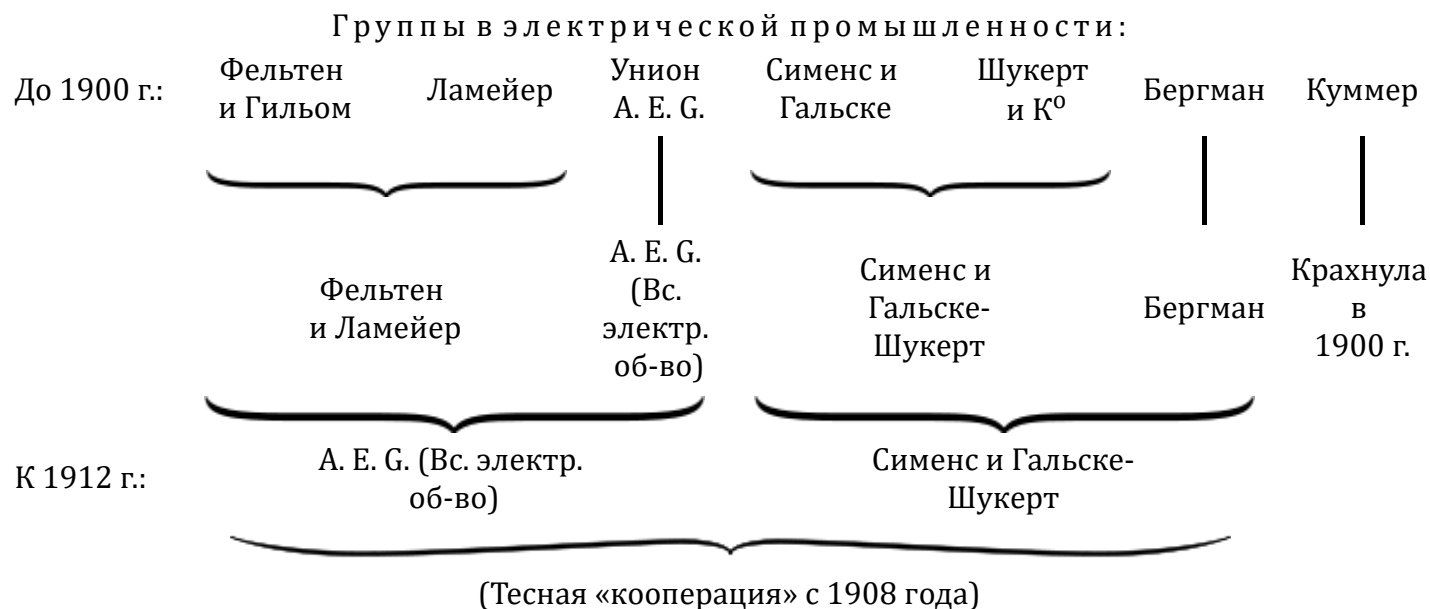 Группы в электрической промышленности:
До 1900 г.:
Фельтен
и Гильом
Ламейер
Унион
A. E. G.
Сименс и
Гальске
Шукерт
и Kº
Бергман
Куммер
Фельтен
и Ламейер
A. E. G.
(Вс.
электр.
об-во)
Сименс и
Гальске-
Шукерт
Бергман
Крахнула
в
1900 г.
К 1912 г.:
A. E. G. (Вс. электр.
об-во)
Сименс и Гальске-
Шукерт
(Тесная «кооперация» с 1908 года)